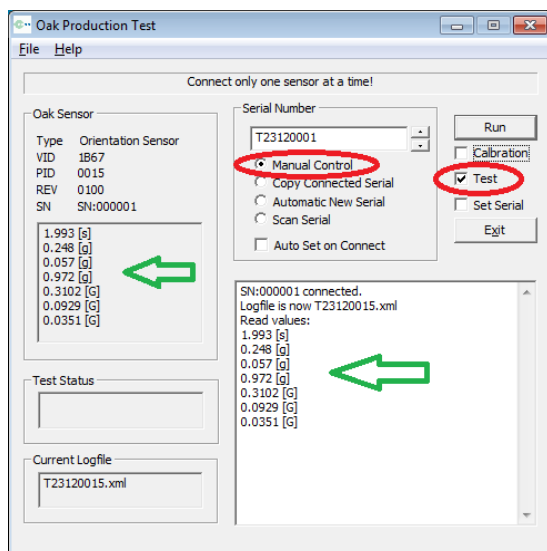 Oak Production Test
File Help
Connect only one sensor at a time!
Oak Sensor
Type Orientation Sensor
VID 1B67
PID 0015
REV 0100
SN SN:000001
1.993 [s]
0.248 [g]
0.057 [g]
0.972 [g]
0.3102 [G]
0.0929 [G]
0.0351 [G]
Test Status
Current Logfile
T23120015.xml
Serial Number
T23120001
Manual Control
Copy Connected Serial
Automatic New Serial
Scan Serial
Auto Set on Connect
Run
Calbration
Test
Set Serial
Exit
SN:000001 connected.
Logfile is now T23120015.xml
Read values:
1.993 [s]
0.248 [g]
0.057 [g]
0.972 [g]
0.3102 [G]
0.0929 [G]
0.0351 [G]